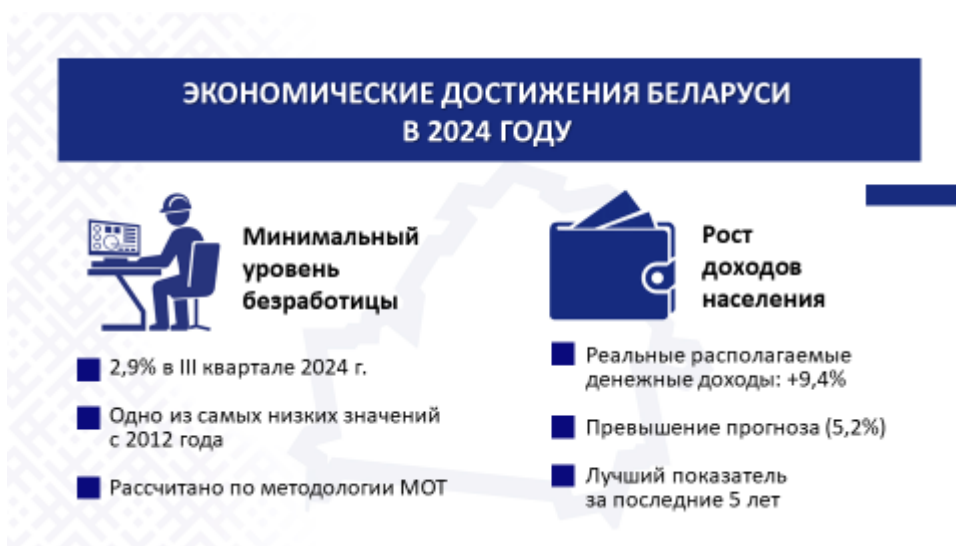 ЭКОНОМИЧЕСКИЕ ДОСТИЖЕНИЯ БЕЛАРУСИ
В 2024 ГОДУ
Минимальный
уровень
безработицы
2,9% в III квартале 2024 г.
Одно из самых низких значений
с 2012 года
Рассчитано по методологии МОТ
Рост
доходов
населения
Реальные располагаемые
денежные доходы: +9,4%
Превышение прогноза (5,2%)
Лучший показатель
за последние 5 лет